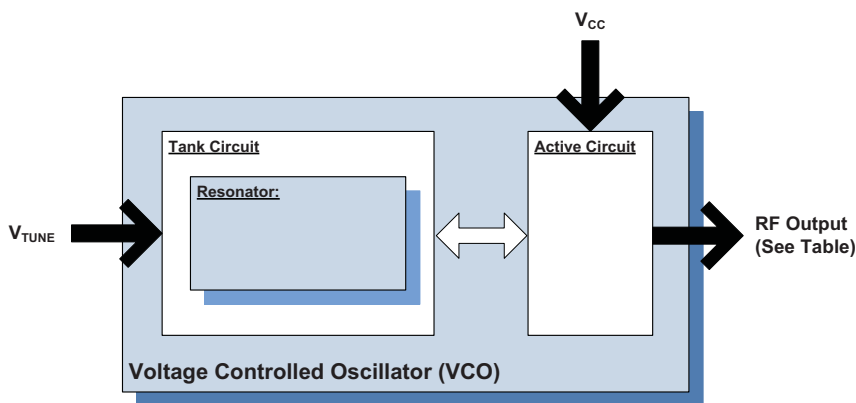 V_CC
Tank Circuit
Active Circuit
Resonator:
V_TUNE
RF Output
(See Table)
Voltage Controlled Oscillator (VCO)